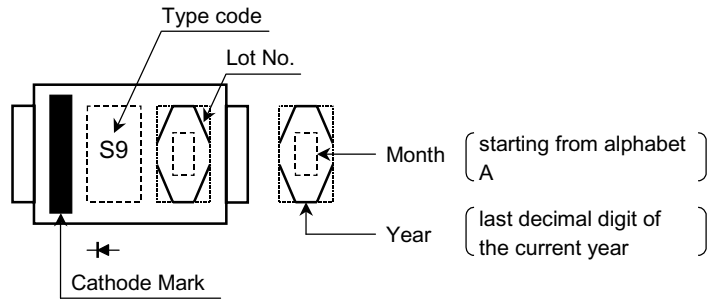 Type code
Lot No.
S9
Month
starting from alphabet
A
Year
last decimal digit of
the current year
Cathode Mark